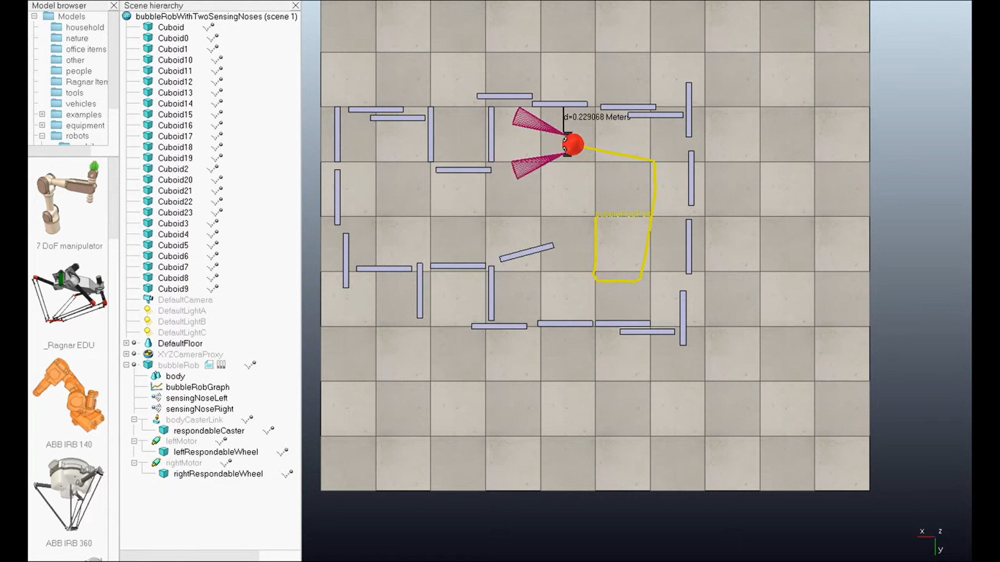 Model browser
Models
household
nature
office items
other
people
Ragnar Iten
tools
vehicles
examples
equipment
robots
7 DoF manipulator
_Ragnar EDU
ABB IRB 140
ABB IRB 360
Scene hierarchy
bubbleRobWithTwoSensingNoses (scene 1)
Cuboid
Cuboid0
Cuboid1
Cuboid10
Cuboid11
Cuboid12
Cuboid13
Cuboid14
Cuboid15
Cuboid16
Cuboid17
Cuboid18
Cuboid19
Cuboid2
Cuboid20
Cuboid21
Cuboid22
Cuboid23
Cuboid3
Cuboid4
Cuboid5
Cuboid6
Cuboid7
Cuboid8
Cuboid9
DefaultCamera
DefaultLightA
DefaultLightB
DefaultLightC
DefaultFloor
XYZCameraProxy
bubbleRob
body
bubbleRobGraph
sensingNoseLeft
sensingNoseRight
bodyCasterLink
respondableCaster
leftMotor
leftRespondableWheel
rightMotor
rightRespondableWheel
d=0.229068 Meters
x z
y